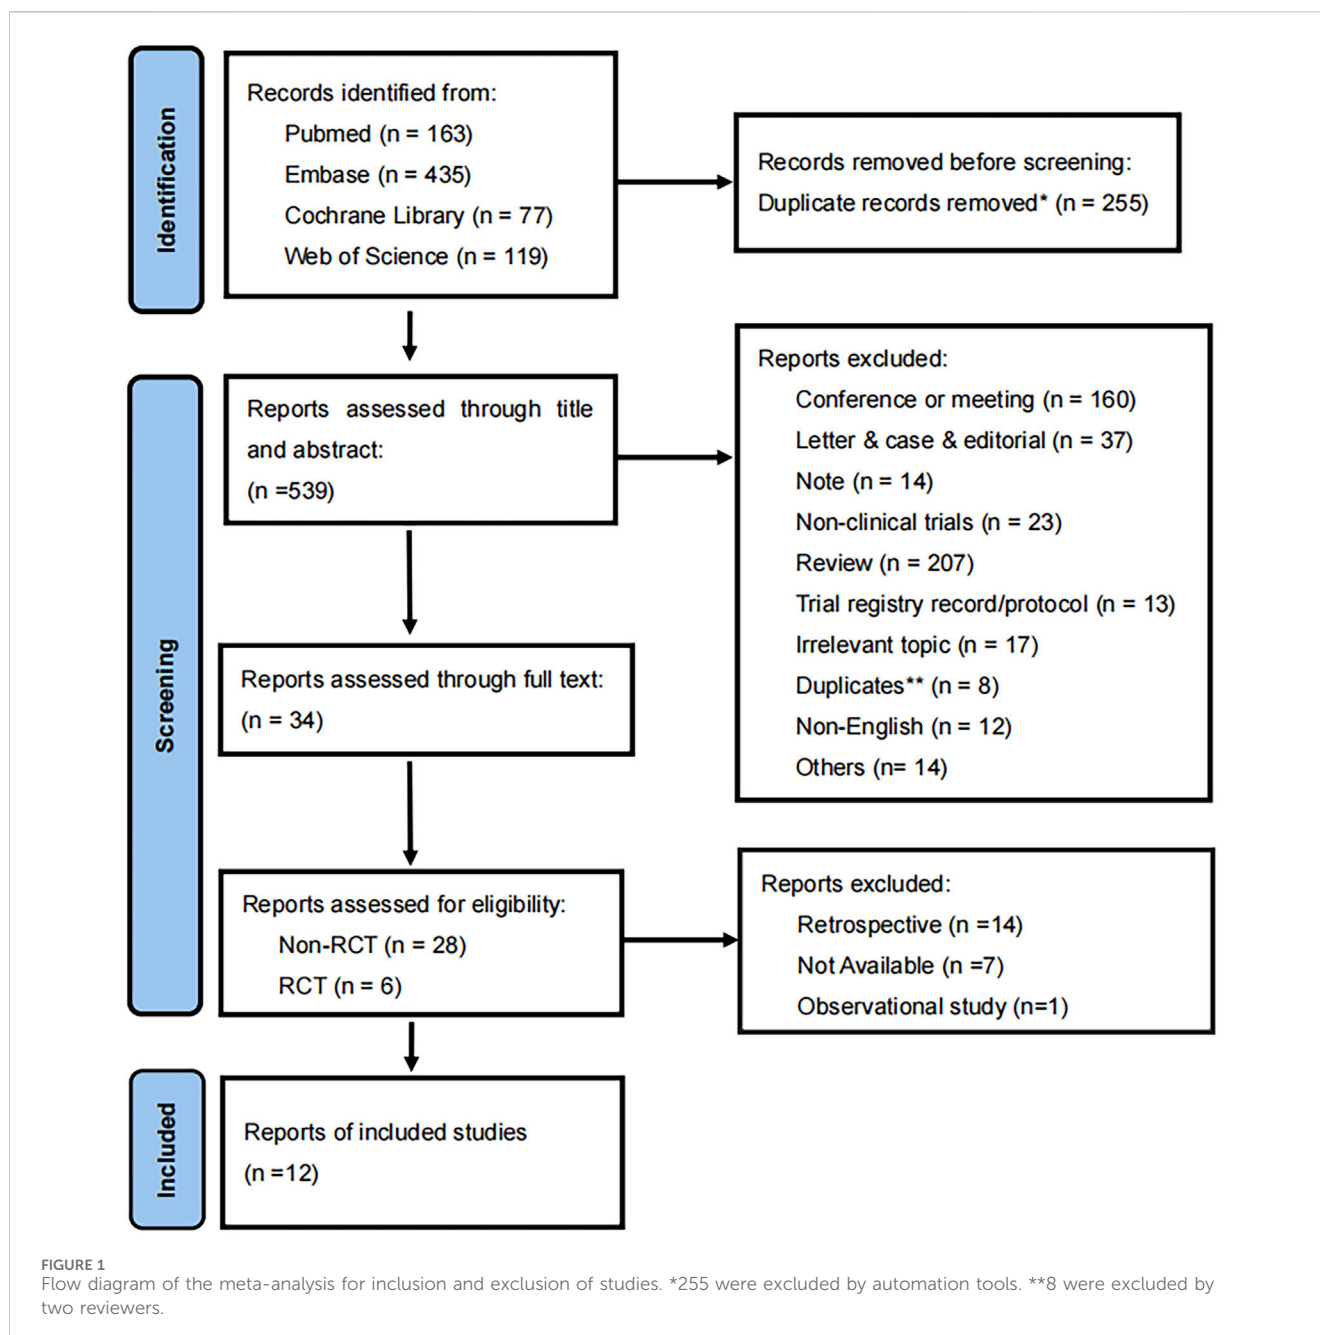 Identification
Records identified from:
Pubmed (n = 163)
Embase (n = 435)
Cochrane Library (n = 77)
Web of Science (n = 119)
Records removed before screening:
Duplicate records removed* (n = 255)
Screening
Reports assessed through title
and abstract:
(n =539)
Reports excluded:
Conference or meeting (n = 160)
Letter & case & editorial (n = 37)
Note (n = 14)
Non-clinical trials (n = 23)
Review (n = 207)
Trial registry record/protocol (n = 13)
Irrelevant topic (n = 17)
Duplicates** (n = 8)
Non-English (n = 12)
Others (n= 14)
Reports assessed through full text:
(n = 34)
Reports assessed for eligibility:
Non-RCT (n = 28)
RCT (n = 6)
Reports excluded:
Retrospective (n =14)
Not Available (n =7)
Observational study (n=1)
Included
Reports of included studies
(n =12)
FIGURE 1
Flow diagram of the meta-analysis for inclusion and exclusion of studies. *255 were excluded by automation tools. **8 were excluded by
two reviewers.